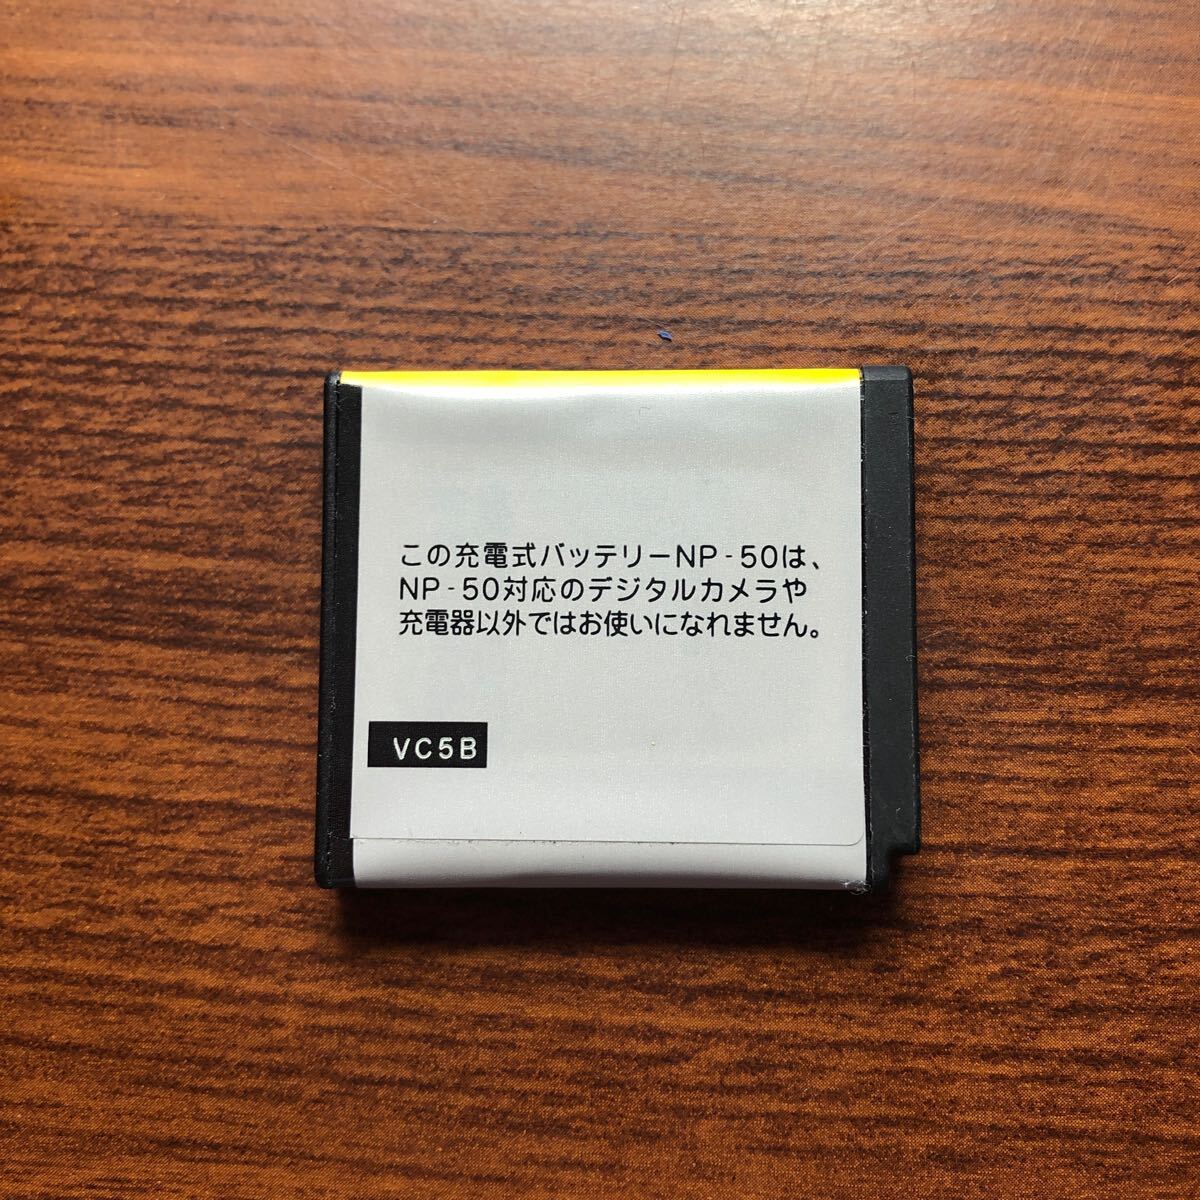 この充電式バッテリーNP-50は、
NP-50対応のデジタルカメラや
充電器以外ではお使いになれません。
VC5B